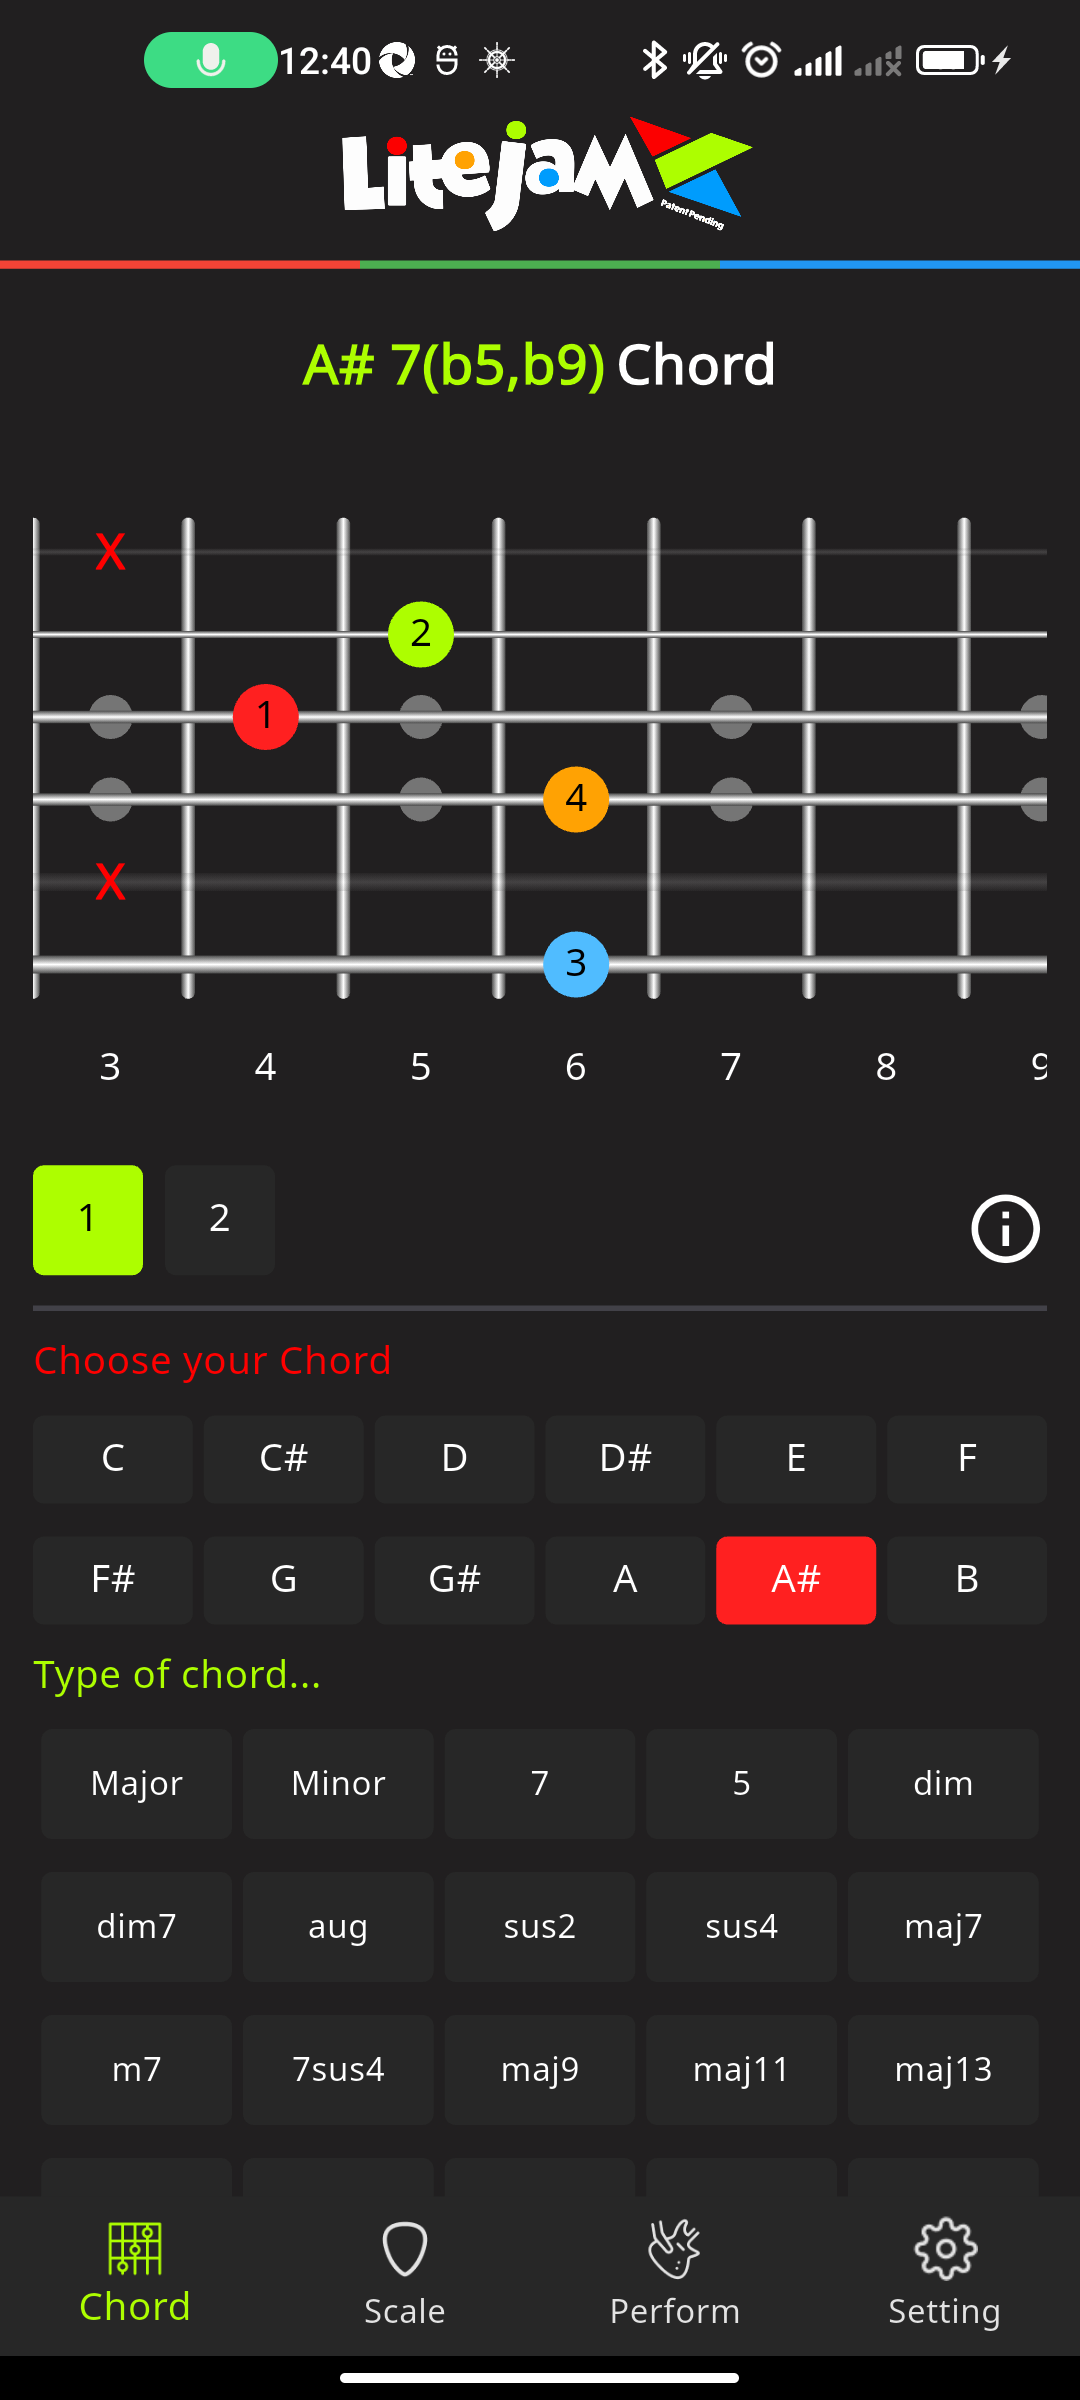 12:40
LiteJam
Patent Pending
A# 7(b5,b9) Chord
X
2
1
4
X
3
3 4 5 6 7 8 9
1 2
Choose your Chord
C C# D D# E F
F# G G# A A# B
Type of chord...
Major Minor 7 5 dim
dim7 aug sus2 sus4 maj7
m7 7sus4 maj9 maj11 maj13
Chord Scale Perform Setting